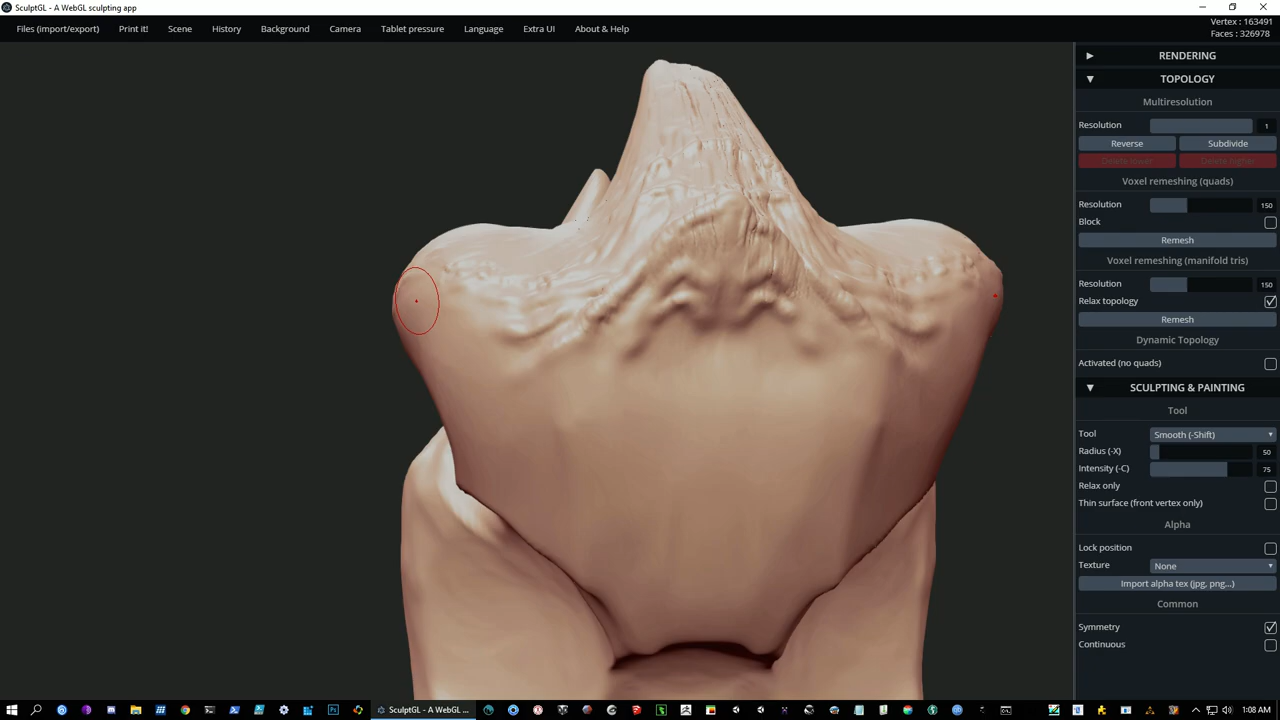 SculptGL - A WebGL sculpting app
Files (import/export) Print it! Scene History Background Camera Tablet pressure Language Extra UI About & Help
Vertex : 163491
Faces : 326978
RENDERING
TOPOLOGY
Multiresolution
Resolution 1
Reverse Subdivide
Delete lower Delete higher
Voxel remeshing (quads)
Resolution 150
Block
Remesh
Voxel remeshing (manifold tris)
Resolution 150
Relax topology
Remesh
Dynamic Topology
Activated (no quads)
SCULPTING & PAINTING
Tool
Tool Smooth (-Shift)
Radius (-X) 50
Intensity (-C) 75
Relax only
Thin surface (front vertex only)
Alpha
Lock position
Texture None
Import alpha tex (jpg, png...)
Common
Symmetry
Continuous
SculptGL - A WebGL ...
1:08 AM